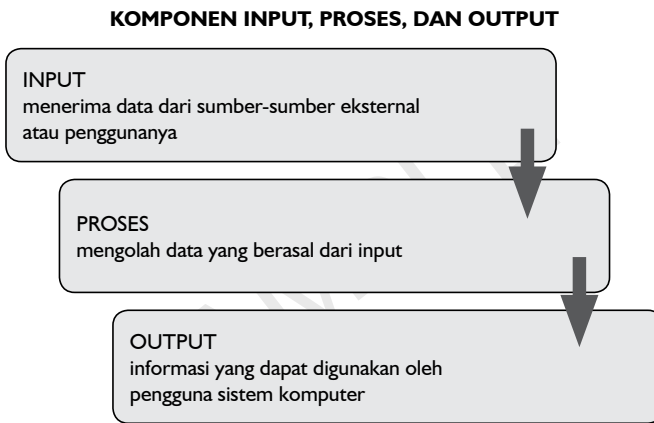 KOMPONEN INPUT, PROSES, DAN OUTPUT
INPUT
menerima data dari sumber-sumber eksternal
atau penggunanya
PROSES
mengolah data yang berasal dari input
OUTPUT
informasi yang dapat digunakan oleh
pengguna sistem komputer